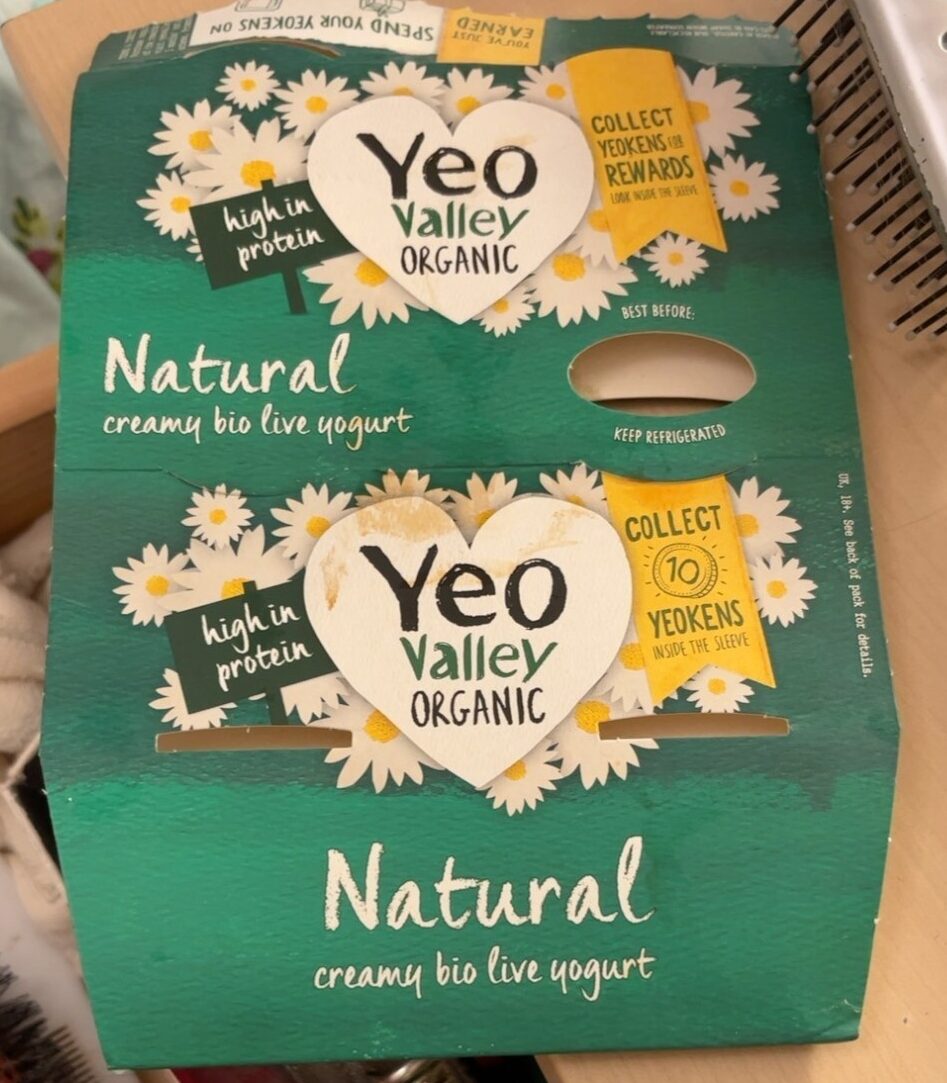 SPEND YOUR YEOKENS ON
YOU'VE JUST
EARNED
Yeo
Valley
ORGANIC
high in
protein
COLLECT
YEOKENS FOR
REWARDS
LOOK INSIDE THE SLEEVE
Natural
creamy bio live yogurt
BEST BEFORE:
KEEP REFRIGERATED
Yeo
Valley
ORGANIC
high in
protein
COLLECT
10
YEOKENS
INSIDE THE SLEEVE
UK, 18+. See back of pack for details.
Natural
creamy bio live yogurt